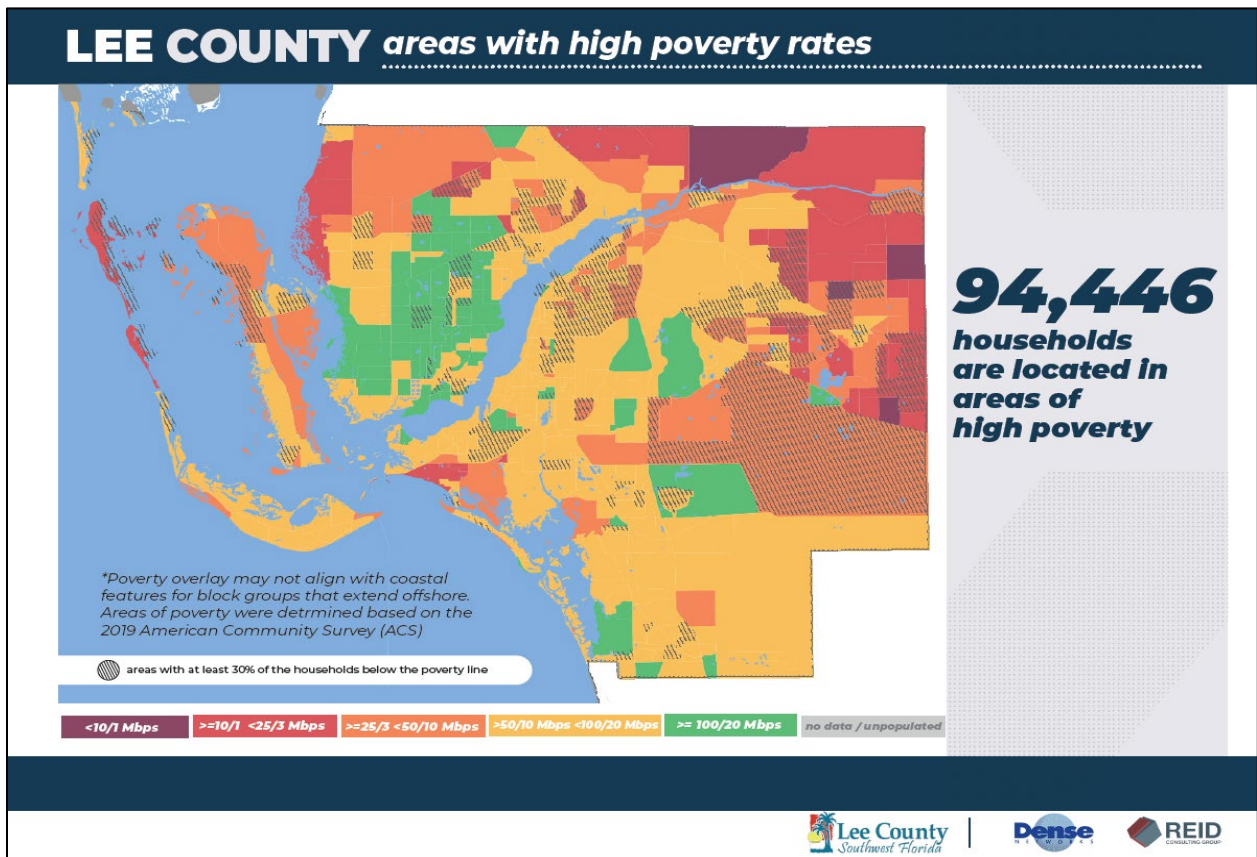 LEE COUNTY areas with high poverty rates
94,446
households
are located in
areas of
high poverty
*Poverty overlay may not align with coastal
features for block groups that extend offshore.
Areas of poverty were detrmined based on the
2019 American Community Survey (ACS)
areas with at least 30% of the households below the poverty line
<10/1 Mbps
>=10/1 <25/3 Mbps
>=25/3 <50/10 Mbps
>50/10 Mbps <100/20 Mbps
>= 100/20 Mbps
no data / unpopulated
Lee County
Southwest Florida
Dense
NETWORKS
REID
CONSULTING GROUP